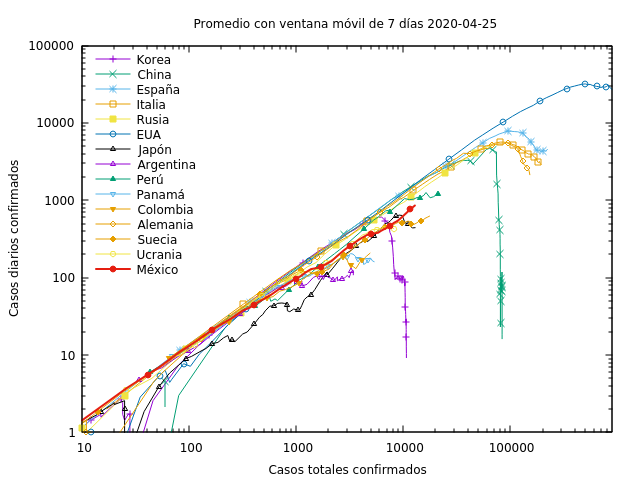 Promedio con ventana móvil de 7 días 2020-04-25
Casos diarios confirmados
100000
10000
1000
100
10
1
Korea
China
España
Italia
Rusia
EUA
Japón
Argentina
Perú
Panamá
Colombia
Alemania
Suecia
Ucrania
México
10
100
1000
10000
100000
Casos totales confirmados